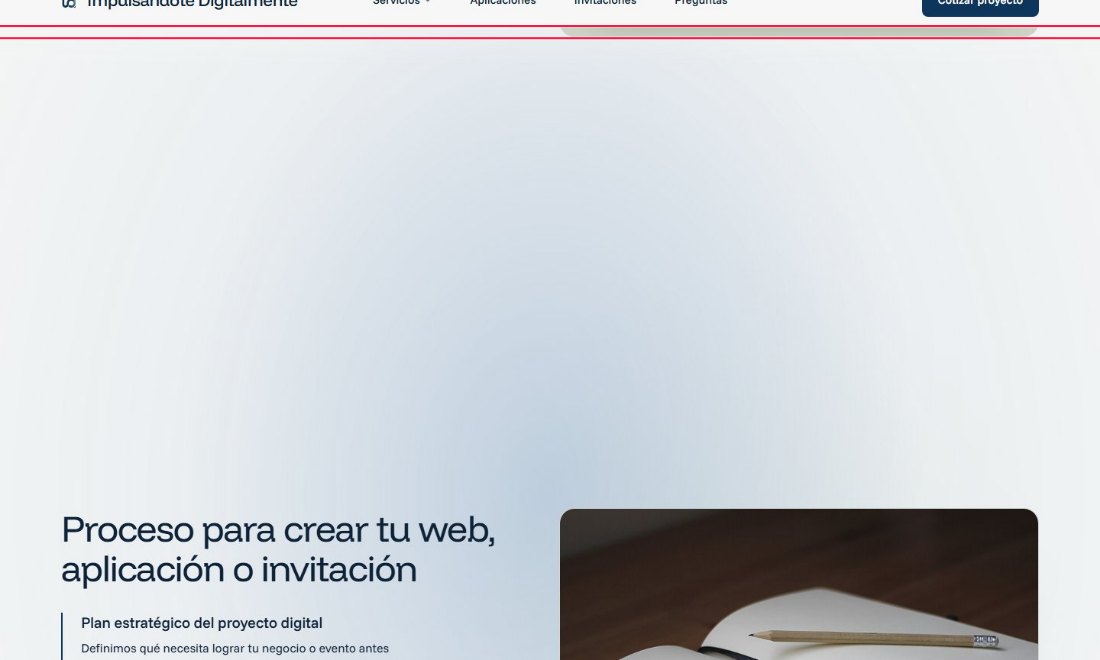 Impulsándote Digitalmente
Servicios
Aplicaciones
Invitaciones
Preguntas
Cotizar proyecto
Proceso para crear tu web,
aplicación o invitación
Plan estratégico del proyecto digital
Definimos qué necesita lograr tu negocio o evento antes